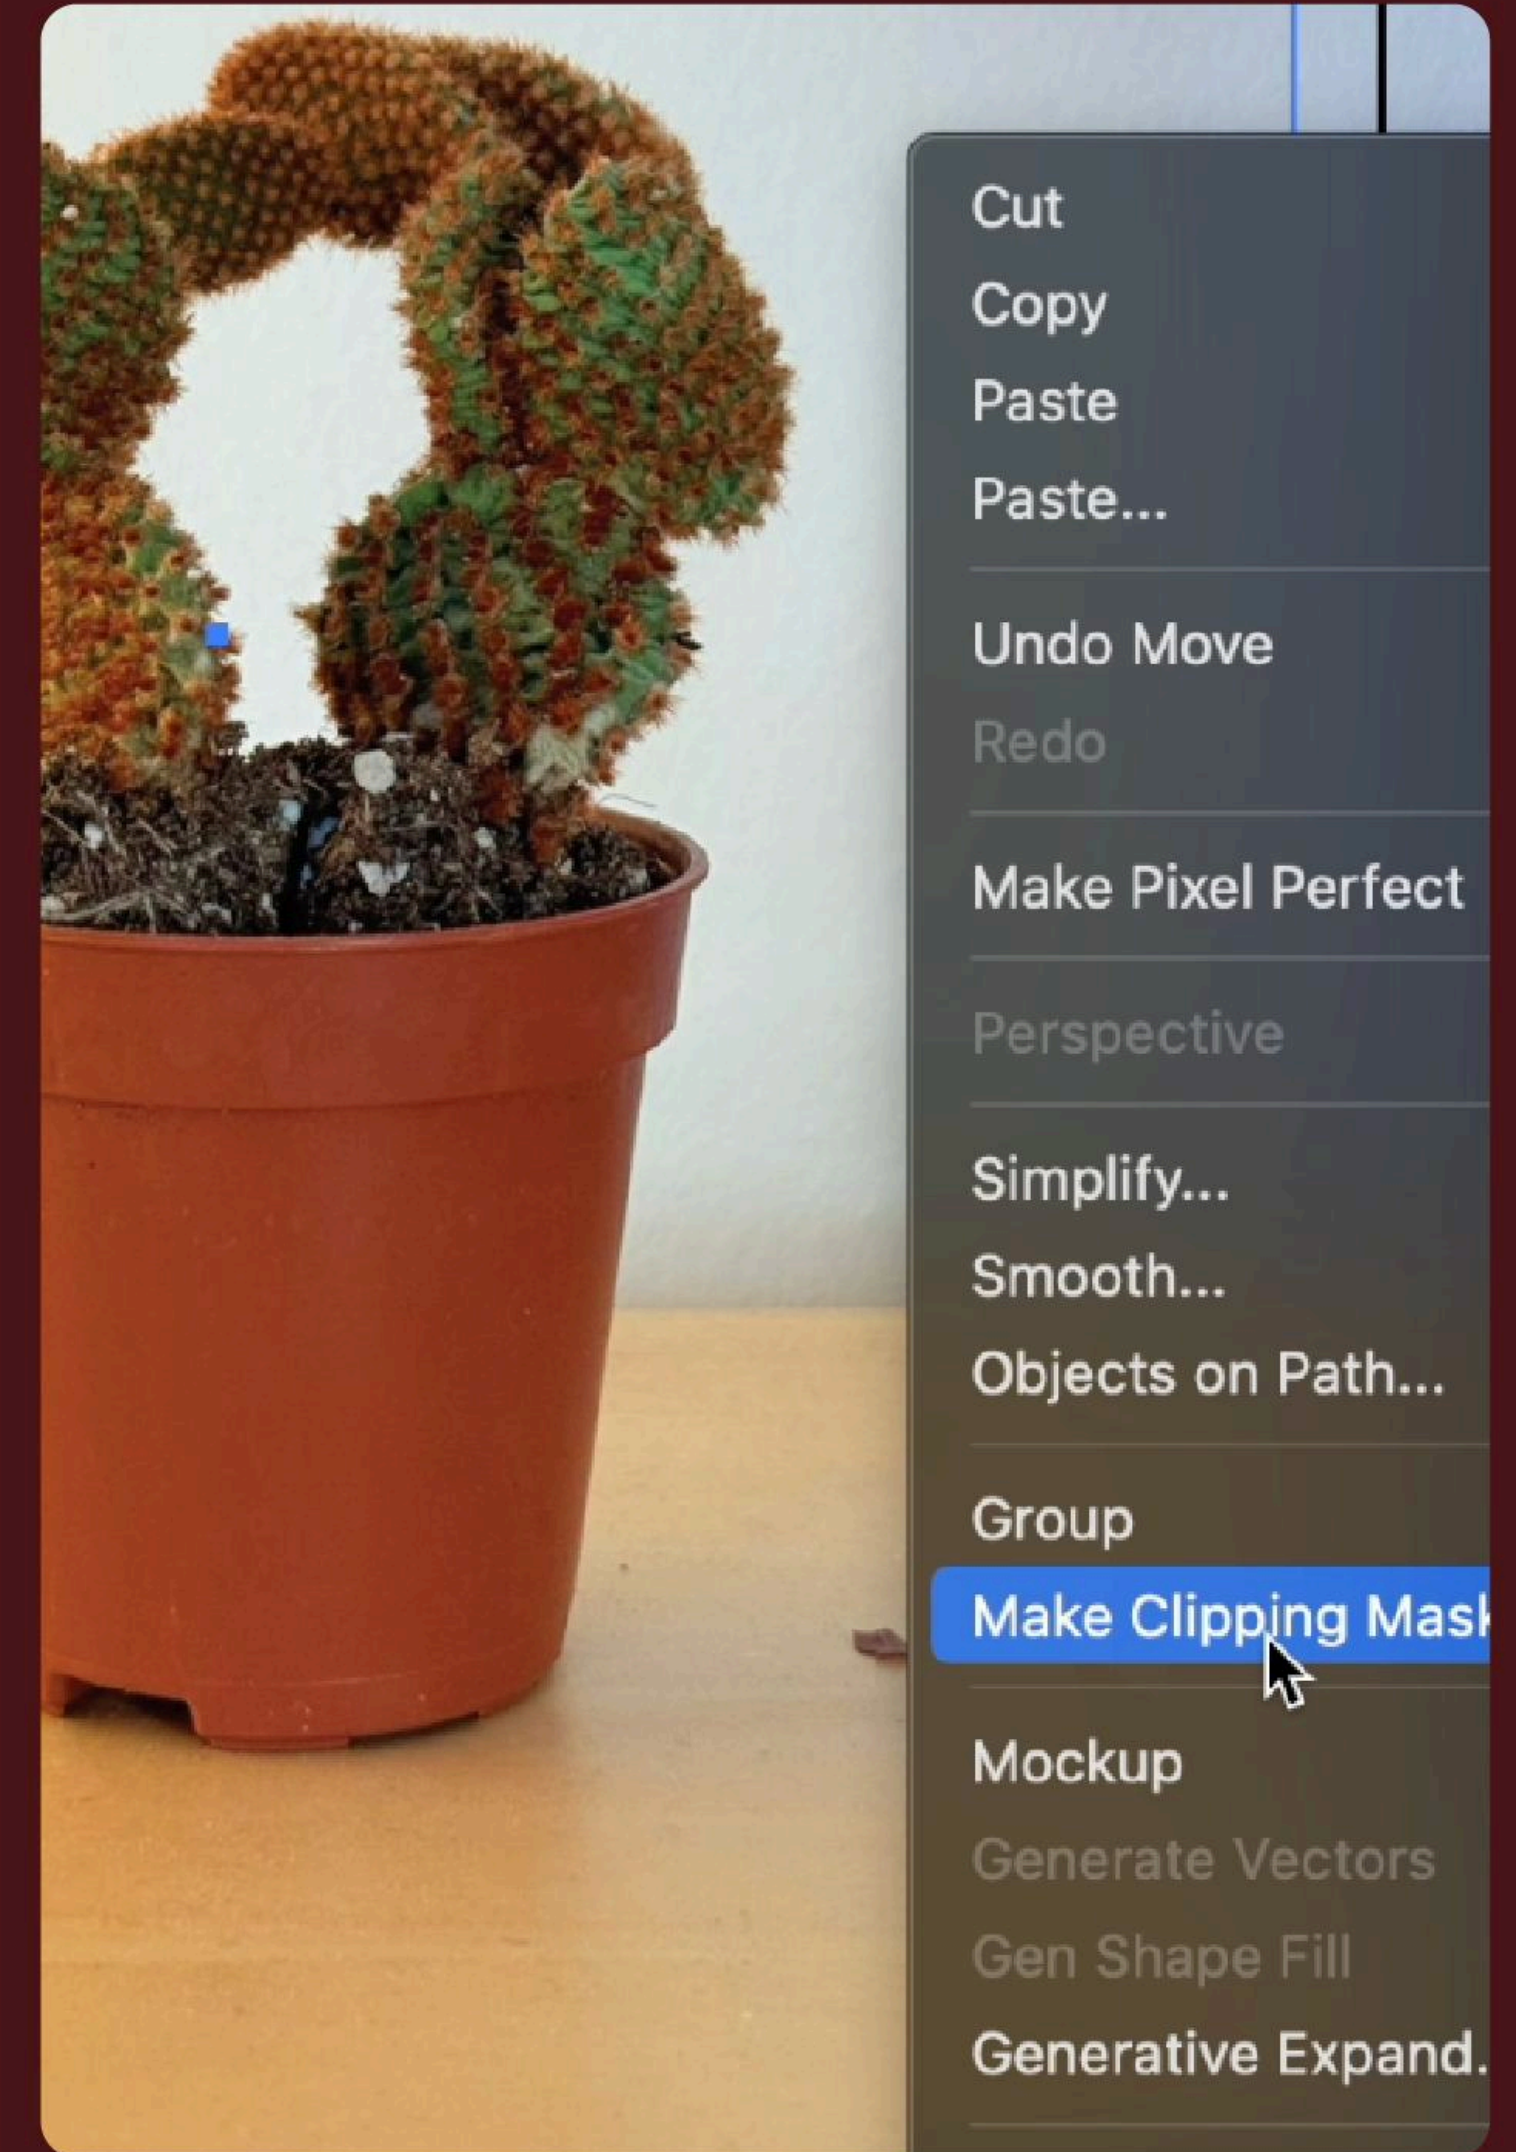 Cut
Copy
Paste
Paste...
Undo Move
Redo
Make Pixel Perfect
Perspective
Simplify...
Smooth...
Objects on Path...
Group
Make Clipping Mask
Mockup
Generate Vectors
Gen Shape Fill
Generative Expand.